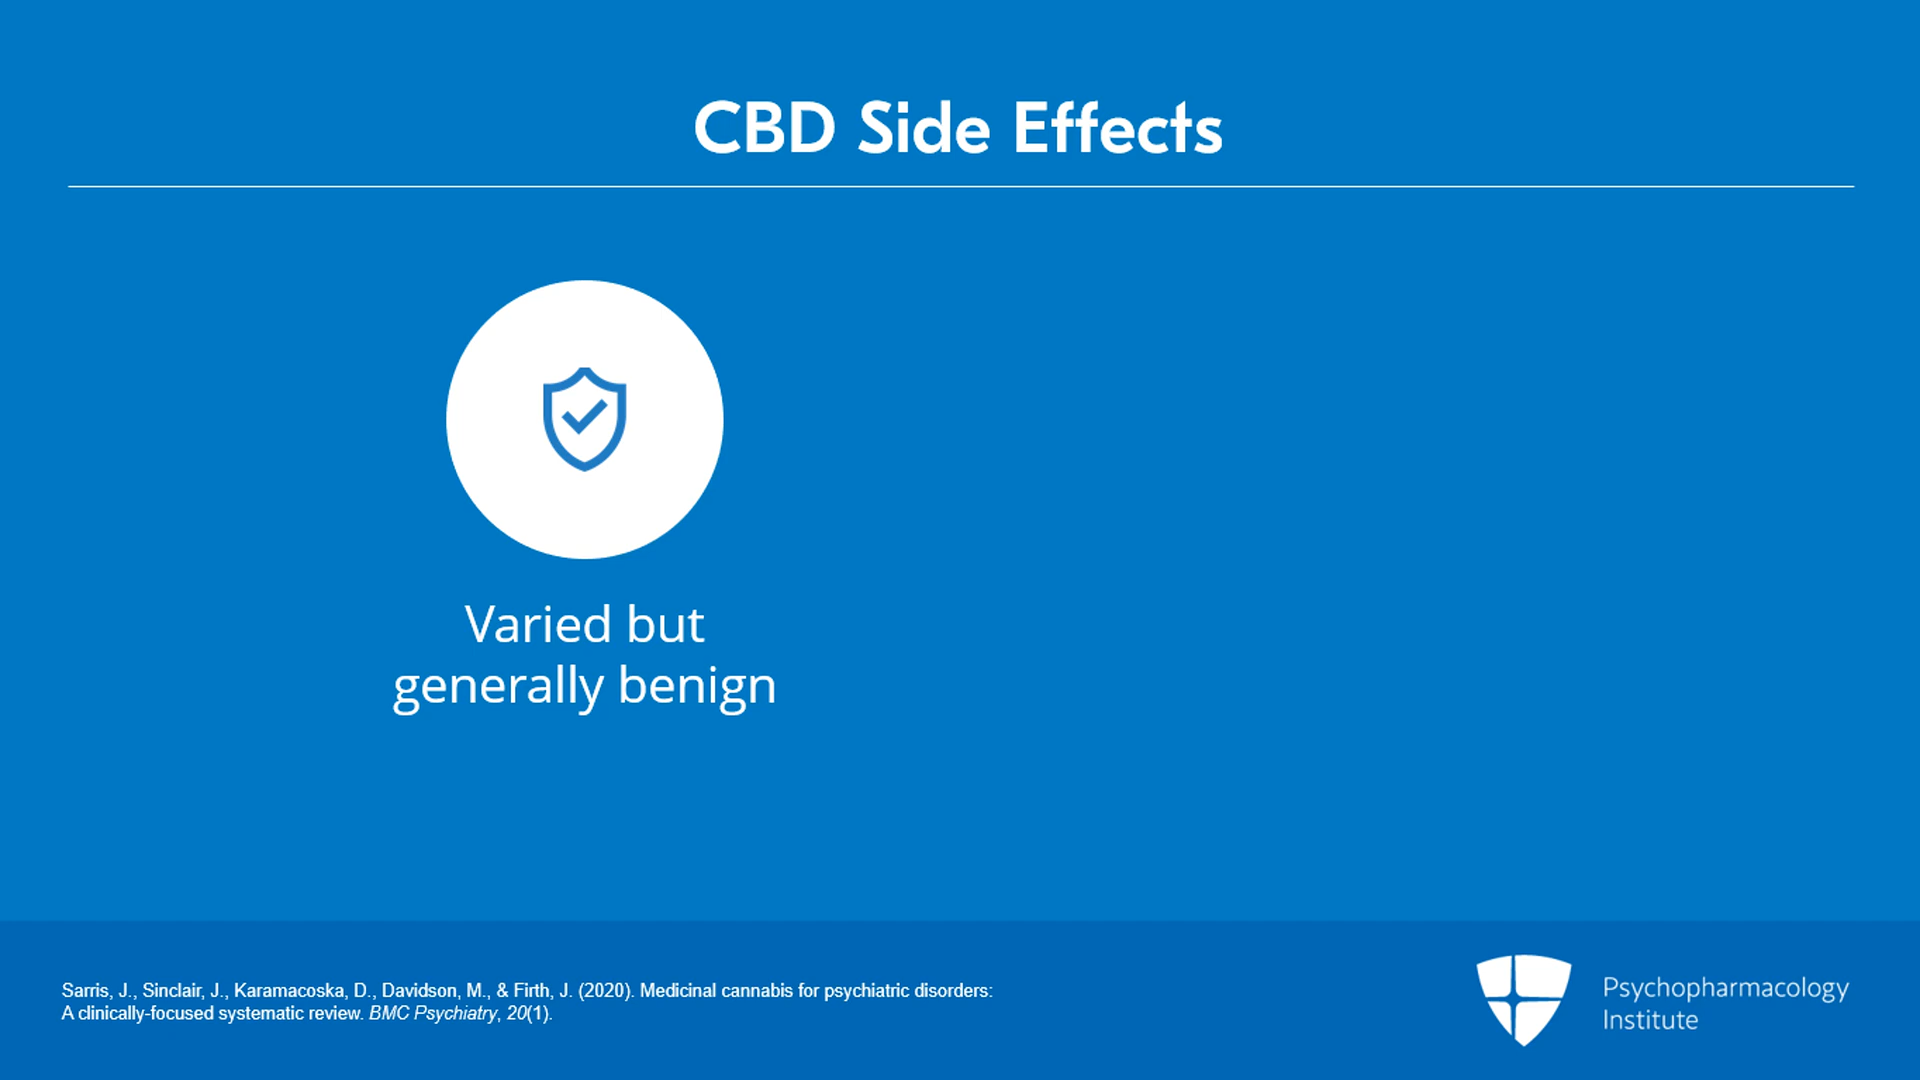 CBD Side Effects
Varied but
generally benign
Sarris, J., Sinclair, J., Karamacoska, D., Davidson, M., & Firth, J. (2020). Medicinal cannabis for psychiatric disorders:
A clinically-focused systematic review. BMC Psychiatry, 20(1).
Psychopharmacology
Institute